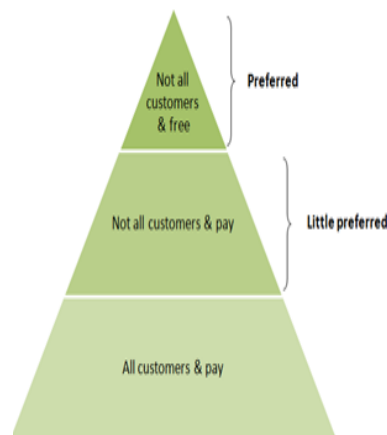 Not all
customers
& free
Preferred
Not all customers & pay
Little preferred
All customers & pay